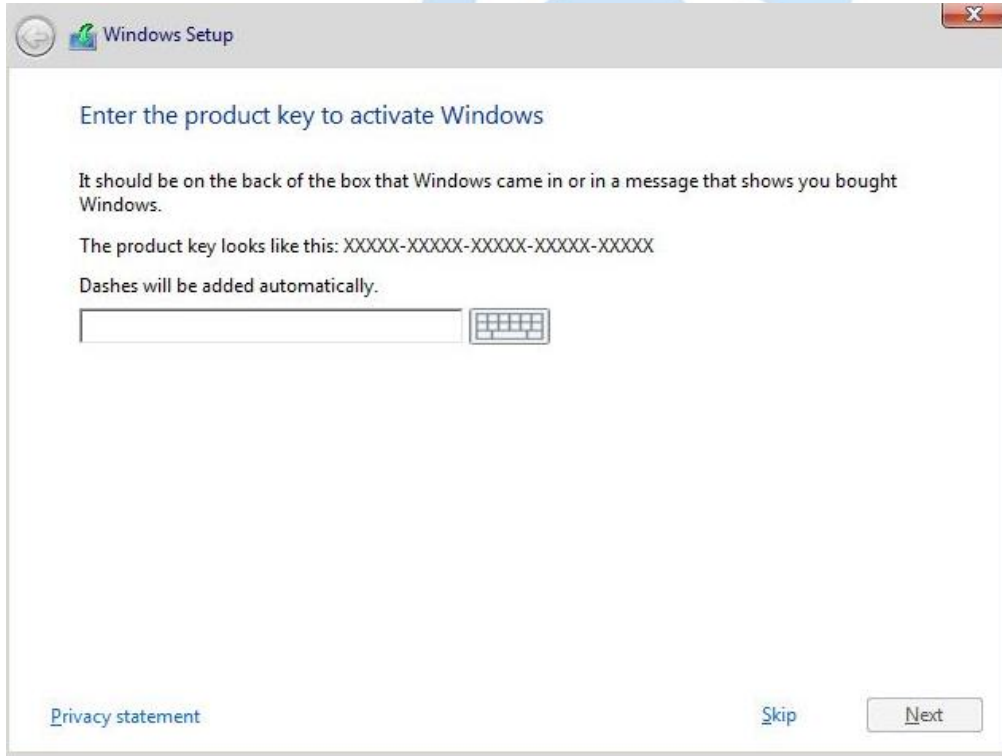 Windows Setup
Enter the product key to activate Windows
It should be on the back of the box that Windows came in or in a message that shows you bought
Windows.
The product key looks like this: XXXXX-XXXXX-XXXXX-XXXXX-XXXXX
Dashes will be added automatically.
Privacy statement
Skip
Next